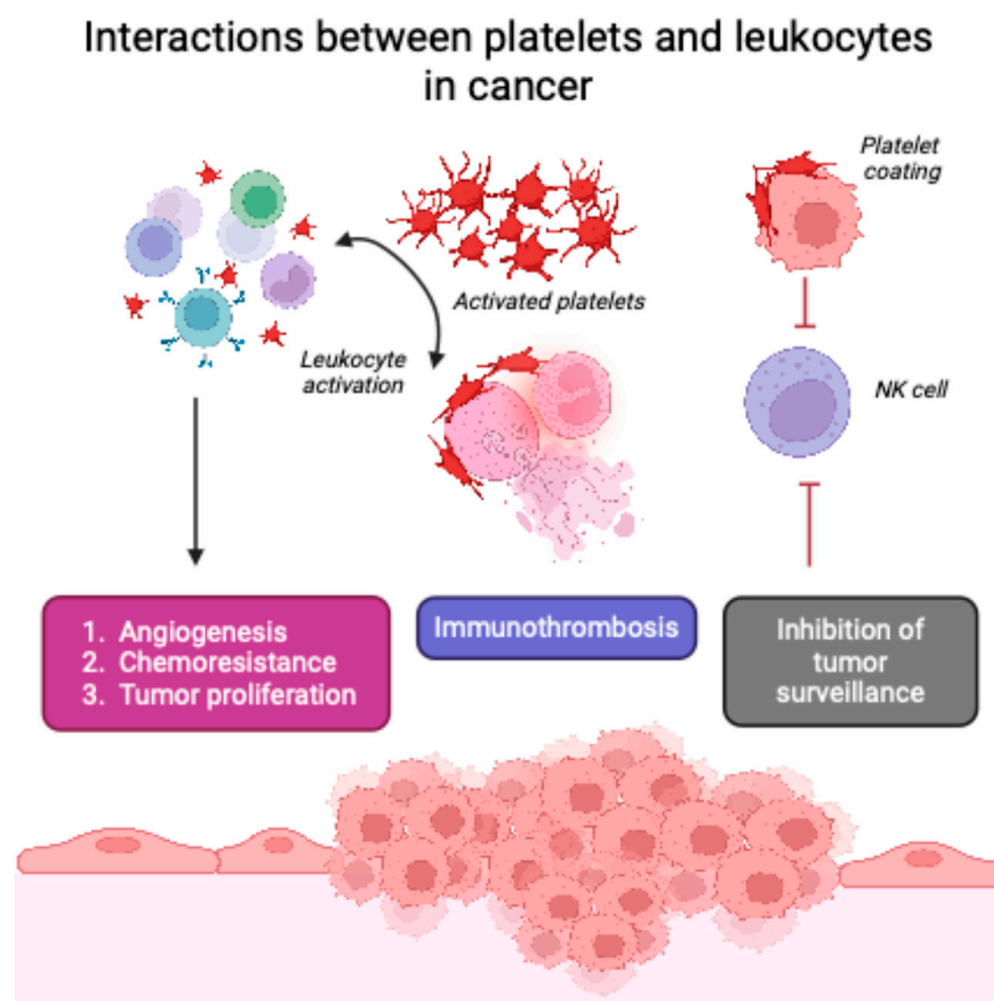 Interactions between platelets and leukocytes
in cancer
Platelet
coating
Activated platelets
Leukocyte
activation
NK cell
1. Angiogenesis
2. Chemoresistance
3. Tumor proliferation
Immunothrombosis
Inhibition of
tumor
surveillance